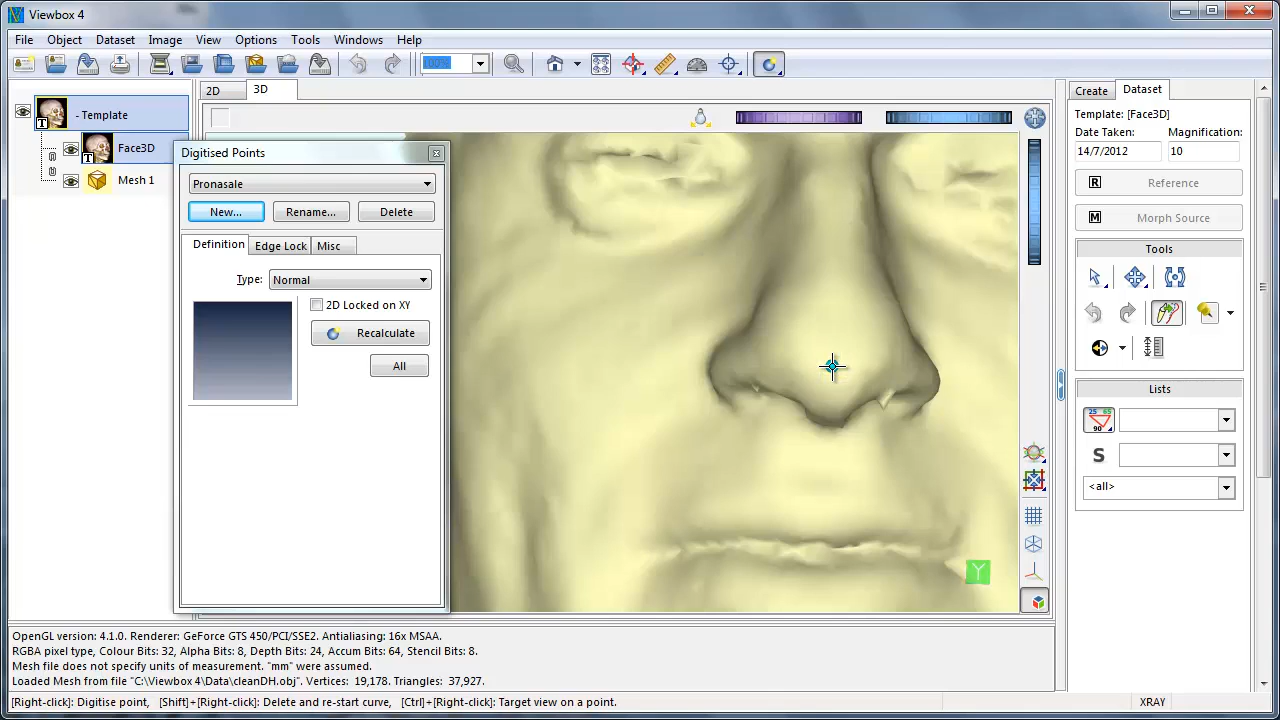 Viewbox 4
File Object Dataset Image View Options Tools Windows Help
100%
2D 3D
- Template
T
Face3D
T
Mesh 1
Digitised Points
Pronasale
New... Rename... Delete
Definition Edge Lock Misc
Type: Normal
2D Locked on XY
Recalculate
All
Y
Create Dataset
Template: [Face3D]
Date Taken: Magnification:
14/7/2012 10
R Reference
M Morph Source
Tools
Lists
25 65
90°
S
<all>
OpenGL version: 4.1.0. Renderer: GeForce GTS 450/PCI/SSE2. Antialiasing: 16x MSAA.
RGBA pixel type, Colour Bits: 32, Alpha Bits: 8, Depth Bits: 24, Accum Bits: 64, Stencil Bits: 8.
Mesh file does not specify units of measurement. "mm" were assumed.
Loaded Mesh from file "C:\Viewbox 4\Data\cleanDH.obj". Vertices: 19,178. Triangles: 37,927.
[Right-click]: Digitise point, [Shift]+[Right-click]: Delete and re-start curve, [Ctrl]+[Right-click]: Target view on a point. XRAY